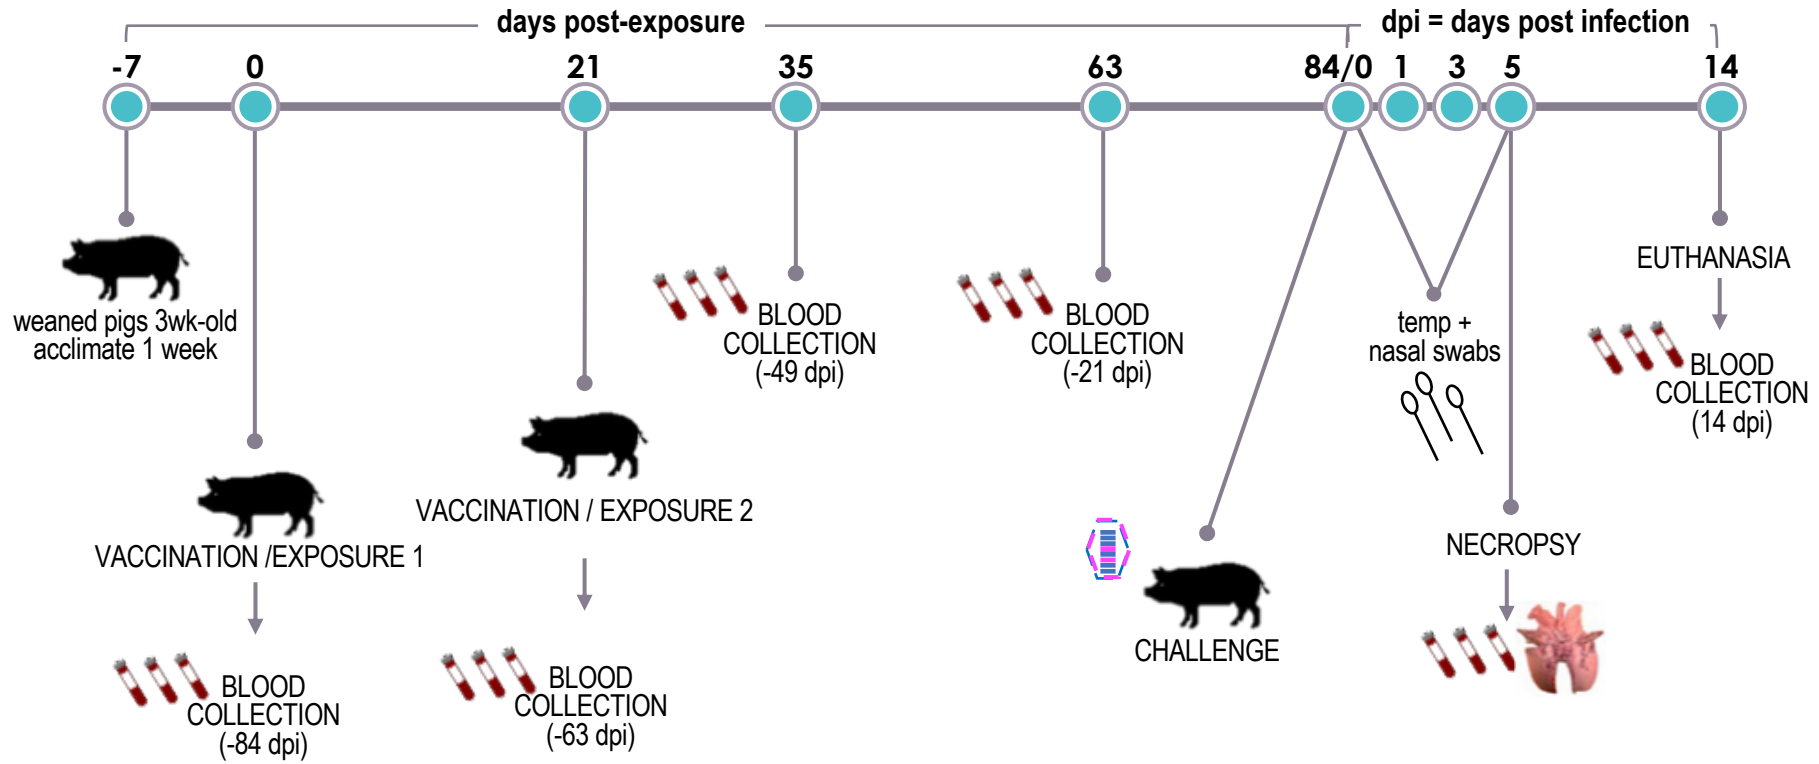 days post-exposure
dpi = days post infection
-7
0
21
35
63
84/0
1
3
5
14
weaned pigs 3wk-old
acclimate 1 week
VACCINATION /EXPOSURE 1
BLOOD
COLLECTION
(-84 dpi)
VACCINATION / EXPOSURE 2
BLOOD
COLLECTION
(-63 dpi)
BLOOD
COLLECTION
(-49 dpi)
BLOOD
COLLECTION
(-21 dpi)
CHALLENGE
temp +
nasal swabs
NECROPSY
EUTHANASIA
BLOOD
COLLECTION
(14 dpi)